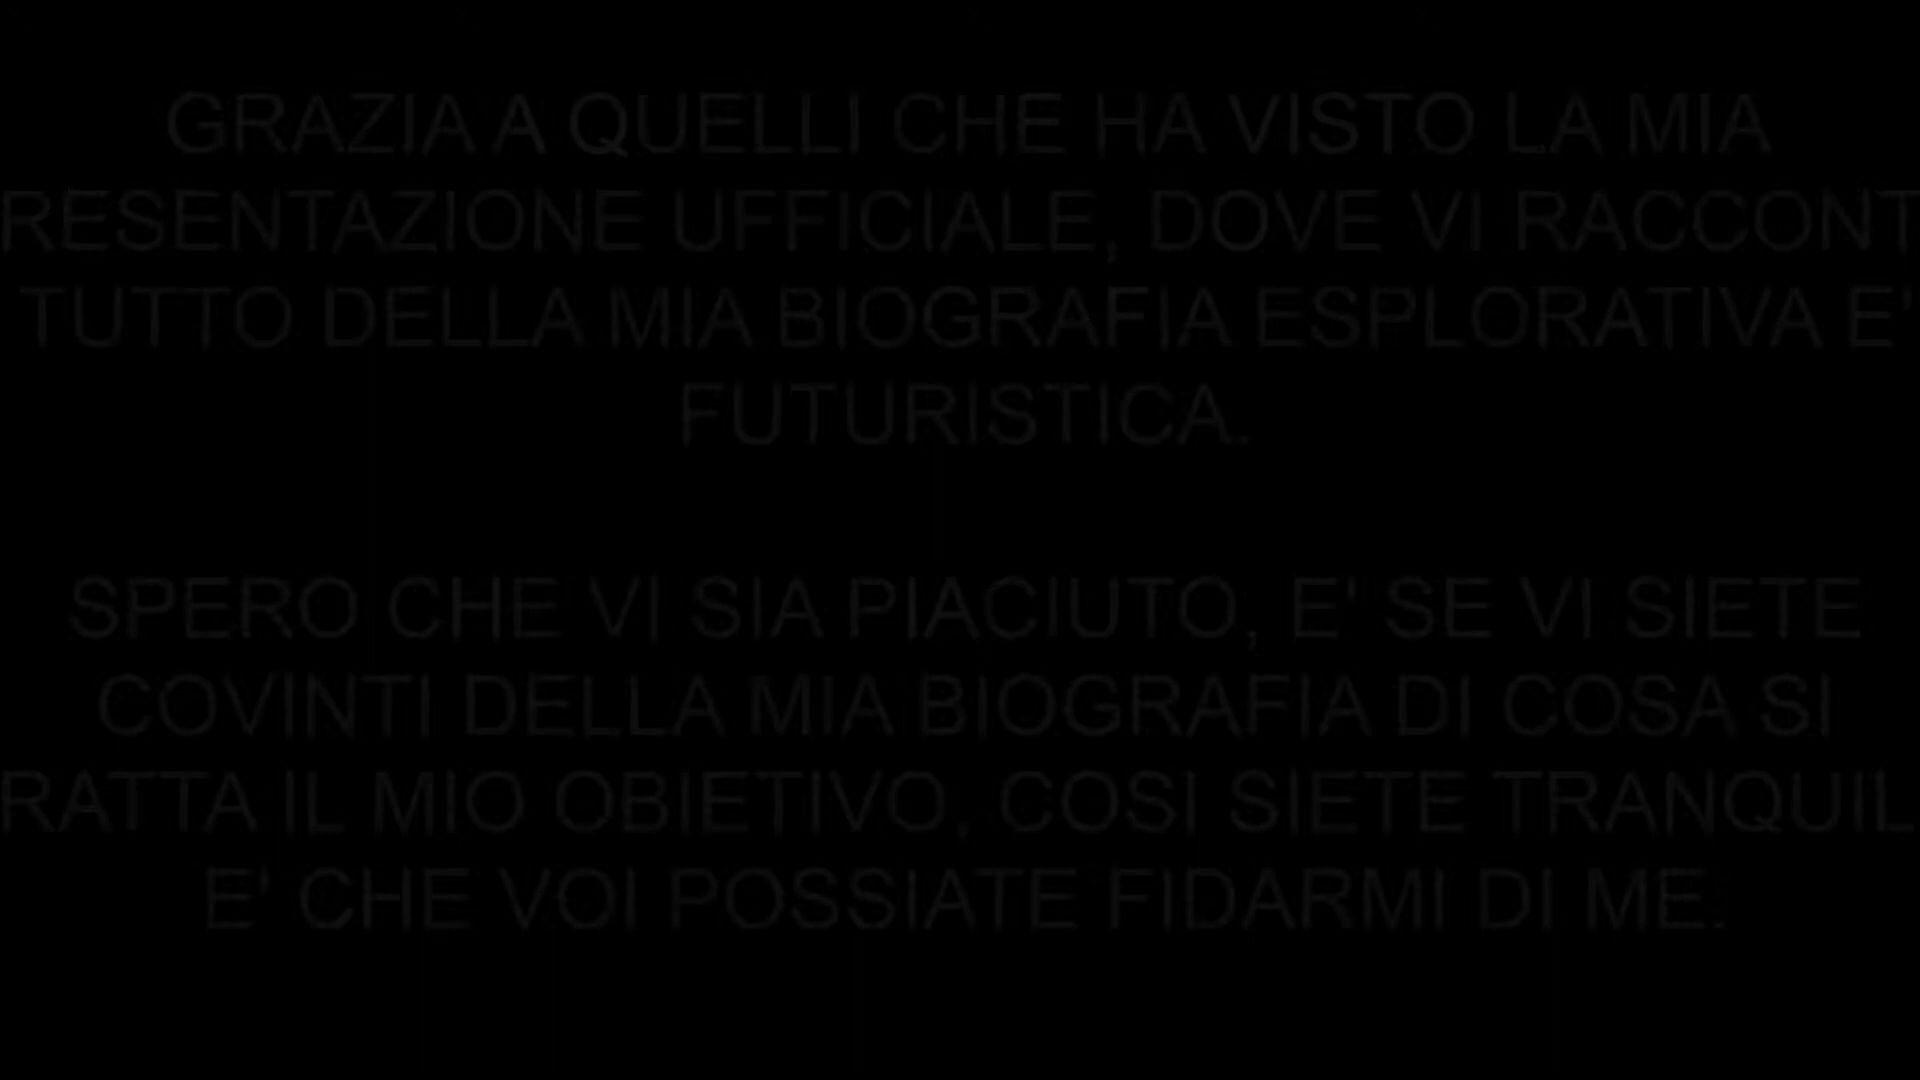 GRAZIA A QUELLI CHE HA VISTO LA MIA
RESENTAZIONE UFFICIALE, DOVE VI RACCONT
TUTTO DELLA MIA BIOGRAFIA ESPLORATIVA E'
FUTURISTICA.
SPERO CHE VI SIA PIACIUTO, E' SE VI SIETE
COVINTI DELLA MIA BIOGRAFIA DI COSA SI
RATTA IL MIO OBIETIVO, COSI SIETE TRANQUIL
E' CHE VOI POSSIATE FIDARMI DI ME.